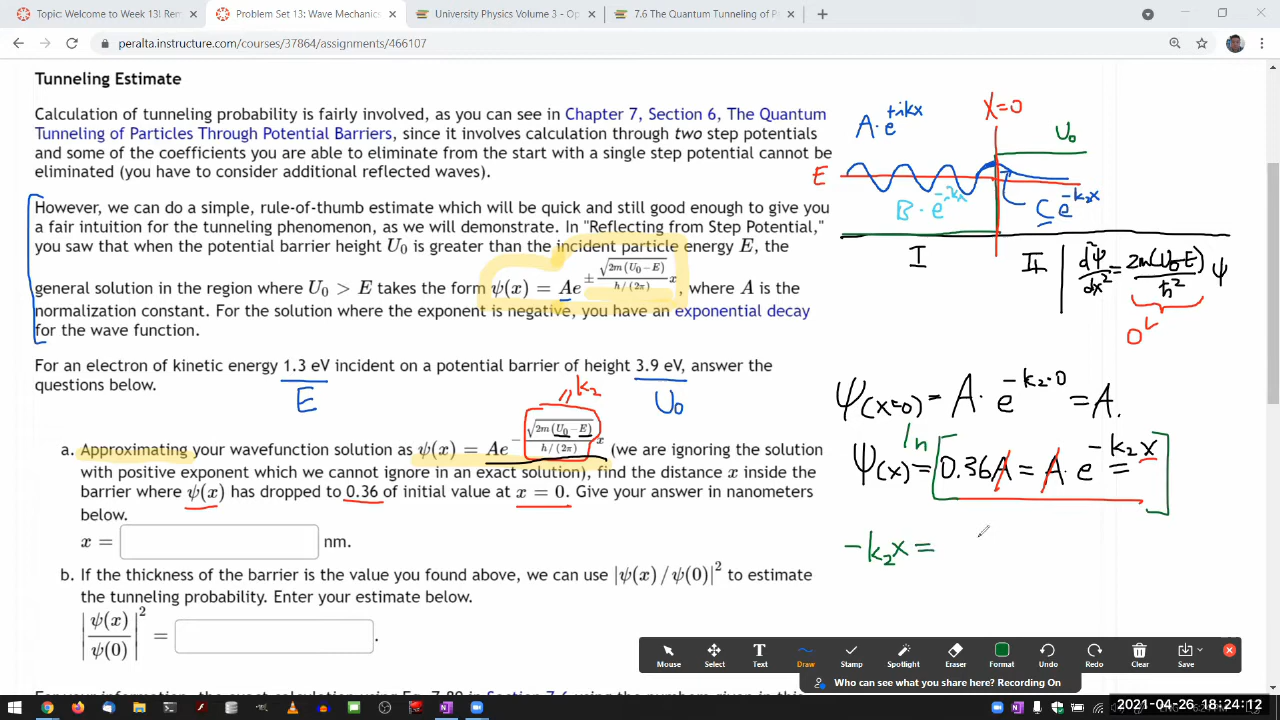 Topic: Welcome to Week 13! Rem
Problem Set 13: Wave Mechanics
University Physics Volume 3 - Op
7.6 The Quantum Tunneling of P
peralta.instructure.com/courses/37864/assignments/466107
Tunneling Estimate
Calculation of tunneling probability is fairly involved, as you can see in Chapter 7, Section 6, The Quantum
Tunneling of Particles Through Potential Barriers, since it involves calculation through two step potentials
and some of the coefficients you are able to eliminate from the start with a single step potential cannot be
eliminated (you have to consider additional reflected waves).
However, we can do a simple, rule-of-thumb estimate which will be quick and still good enough to give you
a fair intuition for the tunneling phenomenon, as we will demonstrate. In "Reflecting from Step Potential,"
you saw that when the potential barrier height U₀ is greater than the incident particle energy E, the
general solution in the region where U₀ > E takes the form ψ(x) = Ae^(± √(2m(U₀−E)) / (h/(2π)) x), where A is the
normalization constant. For the solution where the exponent is negative, you have an exponential decay
for the wave function.
For an electron of kinetic energy 1.3 eV incident on a potential barrier of height 3.9 eV, answer the
questions below.
E
U₀
= k₂
a. Approximating your wavefunction solution as ψ(x) = Ae^(− √(2m(U₀−E)) / (h/(2π)) x) (we are ignoring the solution
with positive exponent which we cannot ignore in an exact solution), find the distance x inside the
barrier where ψ(x) has dropped to 0.36 of initial value at x = 0. Give your answer in nanometers
below.
x = nm.
b. If the thickness of the barrier is the value you found above, we can use |ψ(x)/ψ(0)|² to estimate
the tunneling probability. Enter your estimate below.
|ψ(x)/ψ(0)|² = .
X=0
A·e^(+ikx)
U₀
E
B·e^(-ikx)
C e^(-k₂x)
I
II
d²ψ/dx² = 2m(U₀-E)/ħ² ψ
ψ(x=0) = A·e^(-k₂·0) = A.
ln
ψ(x) = 0.36A = A·e^(-k₂x) =
-k₂x =
Mouse
Select
Text
Draw
Stamp
Spotlight
Eraser
Format
Undo
Redo
Clear
Save
Who can see what you share here? Recording On
2021-04-26 18:24:12